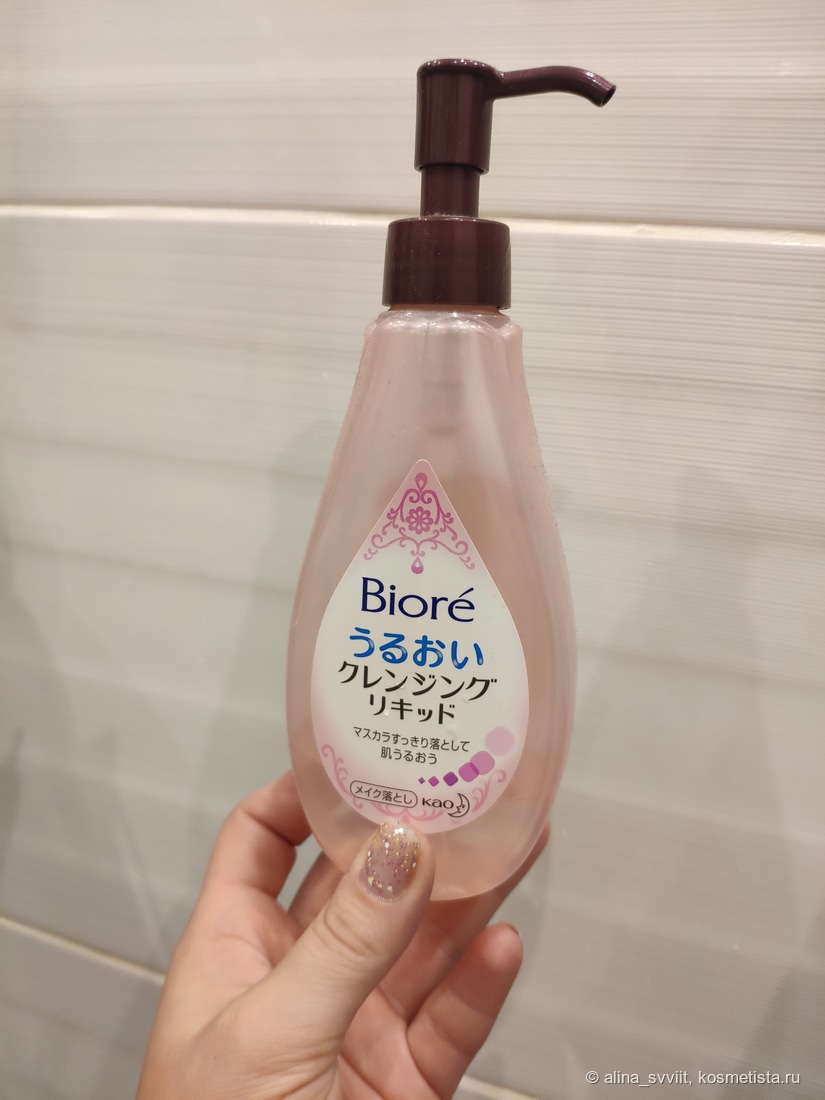 Bioré
うるおい
クレンジング
リキッド
マスカラすっきり落として
肌うるおう
メイク落とし kao
© alina_svviit, kosmetista.ru